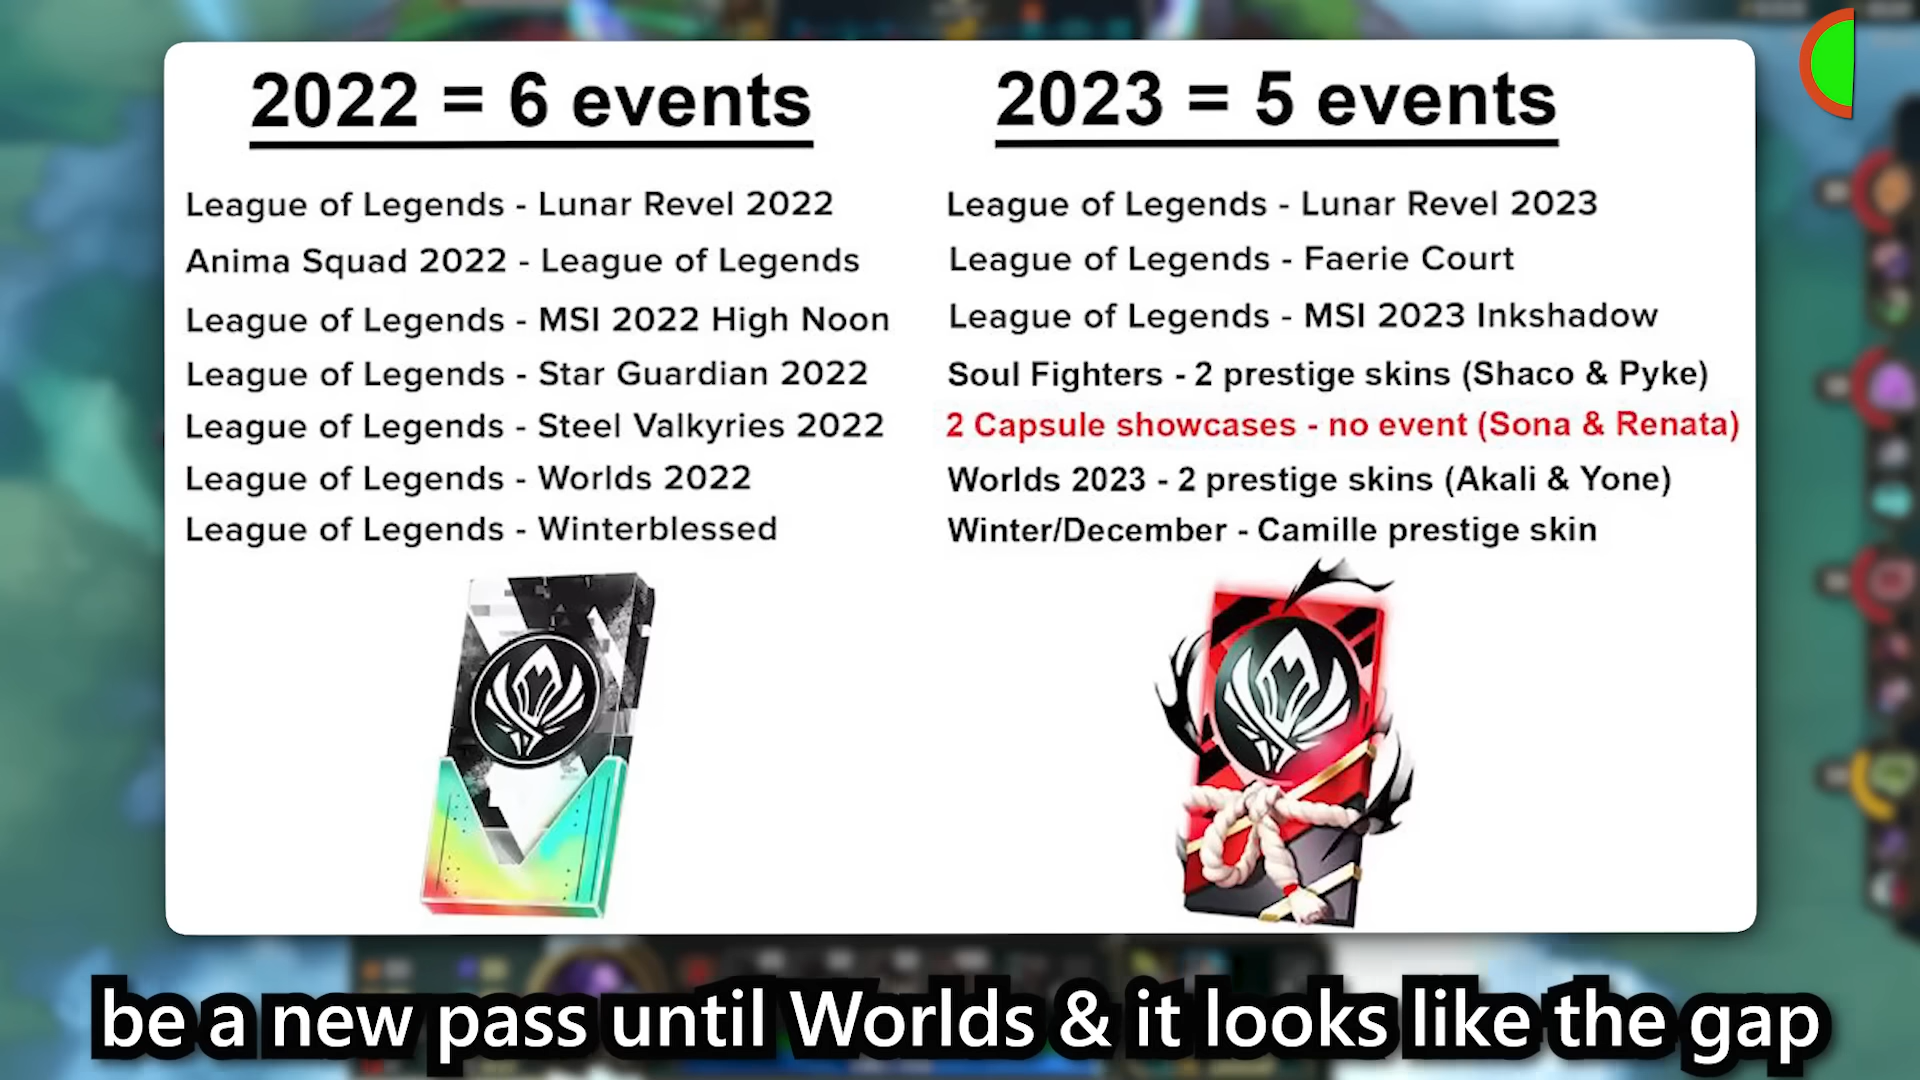 2022 = 6 events
League of Legends - Lunar Revel 2022
Anima Squad 2022 - League of Legends
League of Legends - MSI 2022 High Noon
League of Legends - Star Guardian 2022
League of Legends - Steel Valkyries 2022
League of Legends - Worlds 2022
League of Legends - Winterblessed
2023 = 5 events
League of Legends - Lunar Revel 2023
League of Legends - Faerie Court
League of Legends - MSI 2023 Inkshadow
Soul Fighters - 2 prestige skins (Shaco & Pyke)
2 Capsule showcases - no event (Sona & Renata)
Worlds 2023 - 2 prestige skins (Akali & Yone)
Winter/December - Camille prestige skin
be a new pass until Worlds & it looks like the gap